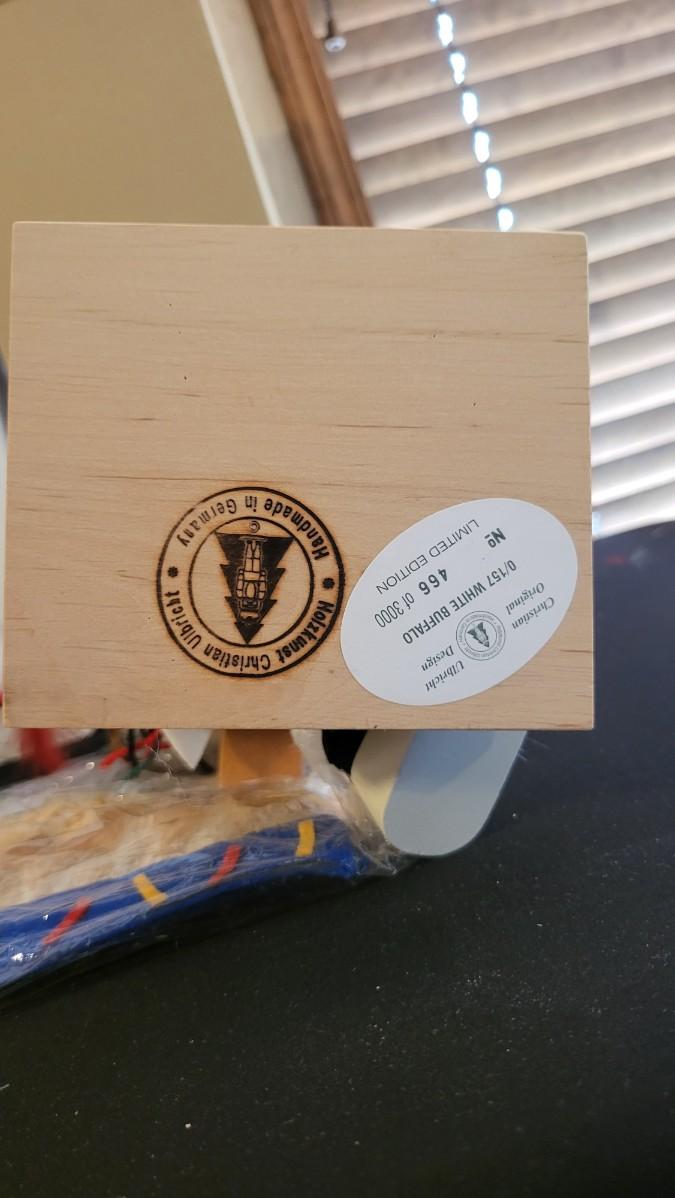 Holzkunst Christian Ulbricht
Handmade in Germany
Christian Ulbricht
Original Design
0/157 WHITE BUFFALO
Nº 466 of 3000
LIMITED EDITION